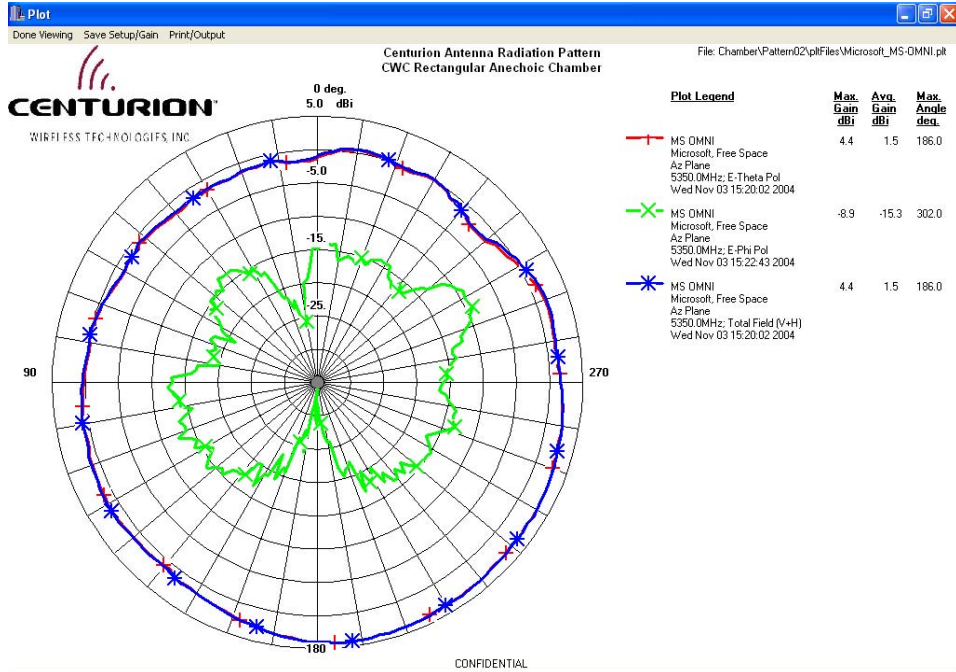 Plot
Done Viewing Save Setup/Gain Print/Output
Centurion Antenna Radiation Pattern
CWC Rectangular Anechoic Chamber
File: Chamber\Pattern02\pltFiles\Microsoft_MS-OMNI.plt
CENTURION
WIRELESS TECHNOLOGIES, INC.
0 deg.
5.0 dBi
-5.0
-15.
-25.
90
270
180
Plot Legend Max. Gain dBi Avg. Gain dBi Max. Angle deg.
MS OMNI 4.4 1.5 186.0
Microsoft, Free Space
Az Plane
5350.0MHz; E-Theta Pol
Wed Nov 03 15:20:02 2004
MS OMNI -8.9 -15.3 302.0
Microsoft, Free Space
Az Plane
5350.0MHz; E-Phi Pol
Wed Nov 03 15:22:43 2004
MS OMNI 4.4 1.5 186.0
Microsoft, Free Space
Az Plane
5350.0MHz; Total Field (V+H)
Wed Nov 03 15:20:02 2004
CONFIDENTIAL